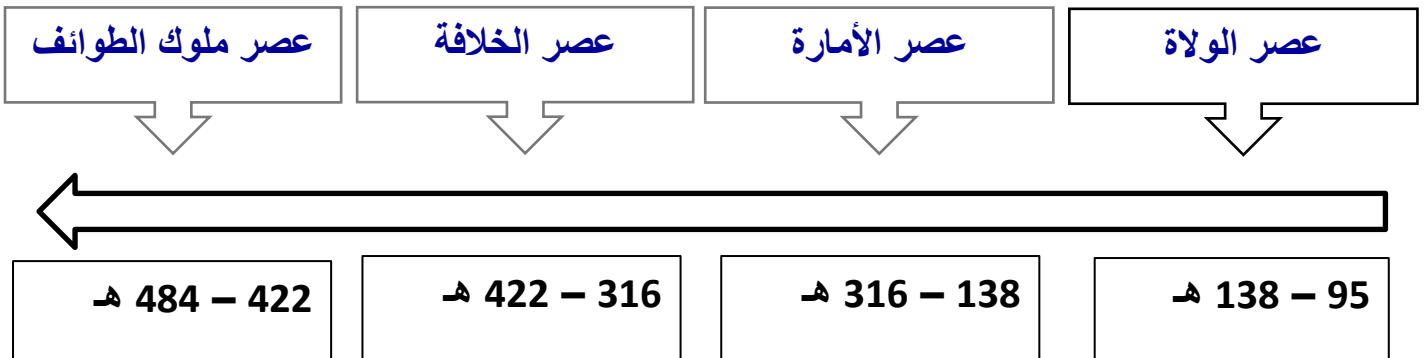 عصر الولاة
عصر الأمارة
عصر الخلافة
عصر ملوك الطوائف
95 – 138 هـ
138 – 316 هـ
316 – 422 هـ
422 – 484 هـ